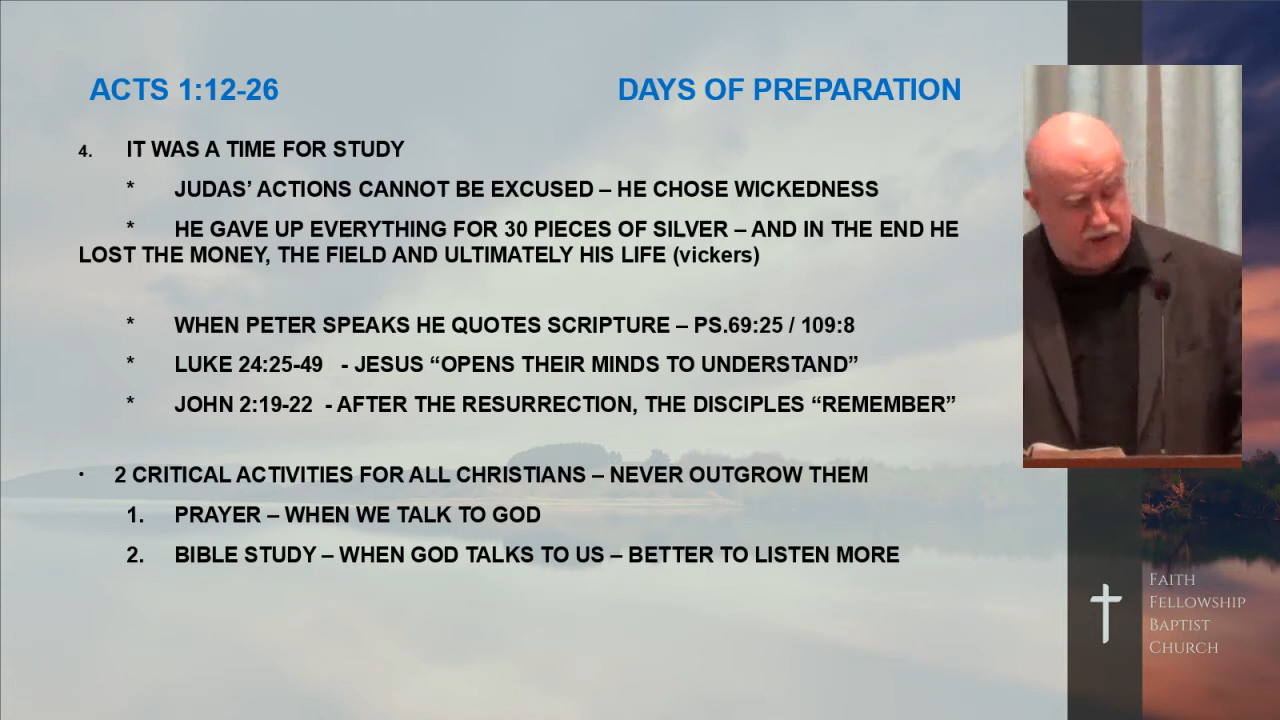 ACTS 1:12-26 DAYS OF PREPARATION
4. IT WAS A TIME FOR STUDY
* JUDAS’ ACTIONS CANNOT BE EXCUSED – HE CHOSE WICKEDNESS
* HE GAVE UP EVERYTHING FOR 30 PIECES OF SILVER – AND IN THE END HE
LOST THE MONEY, THE FIELD AND ULTIMATELY HIS LIFE (vickers)
* WHEN PETER SPEAKS HE QUOTES SCRIPTURE – PS.69:25 / 109:8
* LUKE 24:25-49 - JESUS “OPENS THEIR MINDS TO UNDERSTAND”
* JOHN 2:19-22 - AFTER THE RESURRECTION, THE DISCIPLES “REMEMBER”
· 2 CRITICAL ACTIVITIES FOR ALL CHRISTIANS – NEVER OUTGROW THEM
1. PRAYER – WHEN WE TALK TO GOD
2. BIBLE STUDY – WHEN GOD TALKS TO US – BETTER TO LISTEN MORE
FAITH
FELLOWSHIP
BAPTIST
CHURCH